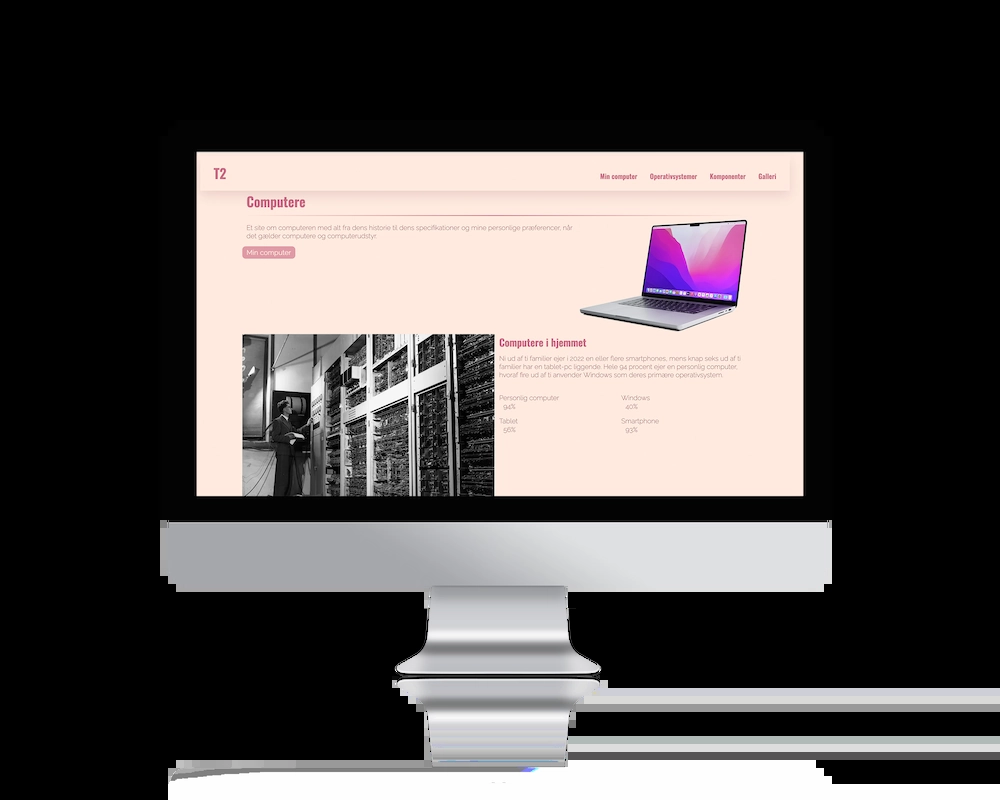 T2
Min computer Operativsystemer Komponenter Galleri
Computere
Et site om computeren med alt fra dens historie til dens specifikationer og mine personlige præferencer, når
det gælder computere og computerudstyr
Min computer
Computere i hjemmet
Ni ud af ti familier ejer i 2022 en eller flere smartphones, mens knap seks ud af ti
familier har en tablet-pc liggende. Hele 94 procent ejer en personlig computer,
hvoraf fire ud af ti anvender Windows som deres primære operativsystem.
Personlig computer Windows
94% 40%
Tablet Smartphone
56% 93%